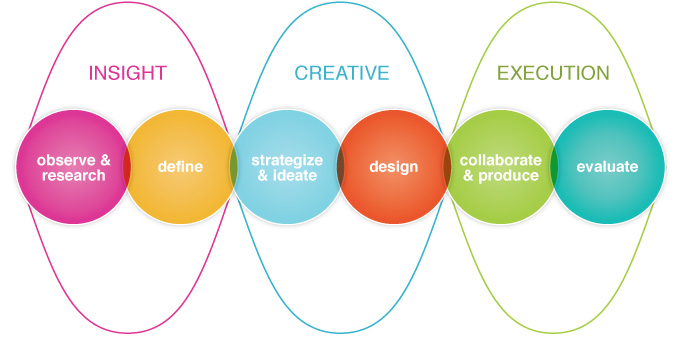 INSIGHT
CREATIVE
EXECUTION
observe &
research
define
strategize
& ideate
design
collaborate
& produce
evaluate